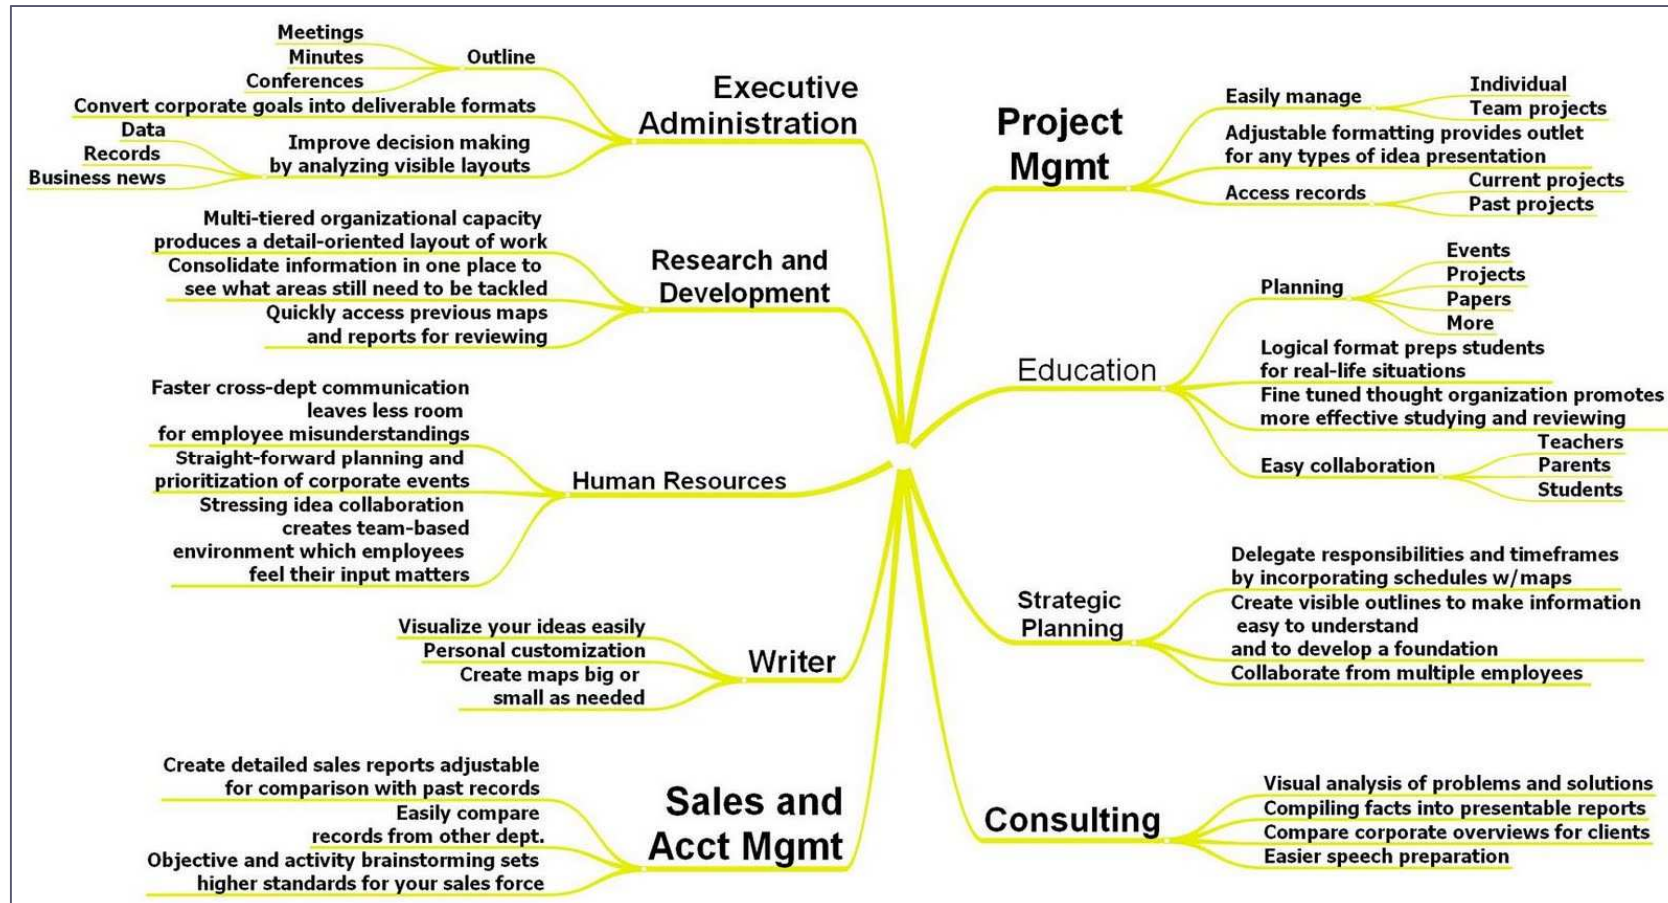 Meetings
Minutes
Conferences
Outline
Convert corporate goals into deliverable formats
Data
Records
Business news
Improve decision making
by analyzing visible layouts
Executive
Administration
Multi-tiered organizational capacity
produces a detail-oriented layout of work
Consolidate information in one place to
see what areas still need to be tackled
Quickly access previous maps
and reports for reviewing
Research and
Development
Faster cross-dept communication
leaves less room
for employee misunderstandings
Straight-forward planning and
prioritization of corporate events
Stressing idea collaboration
creates team-based
environment which employees
feel their input matters
Human Resources
Visualize your ideas easily
Personal customization
Create maps big or
small as needed
Writer
Create detailed sales reports adjustable
for comparison with past records
Easily compare
records from other dept.
Objective and activity brainstorming sets
higher standards for your sales force
Sales and
Acct Mgmt
Project
Mgmt
Easily manage
Individual
Team projects
Adjustable formatting provides outlet
for any types of idea presentation
Access records
Current projects
Past projects
Education
Planning
Events
Projects
Papers
More
Logical format preps students
for real-life situations
Fine tuned thought organization promotes
more effective studying and reviewing
Easy collaboration
Teachers
Parents
Students
Strategic
Planning
Delegate responsibilities and timeframes
by incorporating schedules w/maps
Create visible outlines to make information
easy to understand
and to develop a foundation
Collaborate from multiple employees
Consulting
Visual analysis of problems and solutions
Compiling facts into presentable reports
Compare corporate overviews for clients
Easier speech preparation